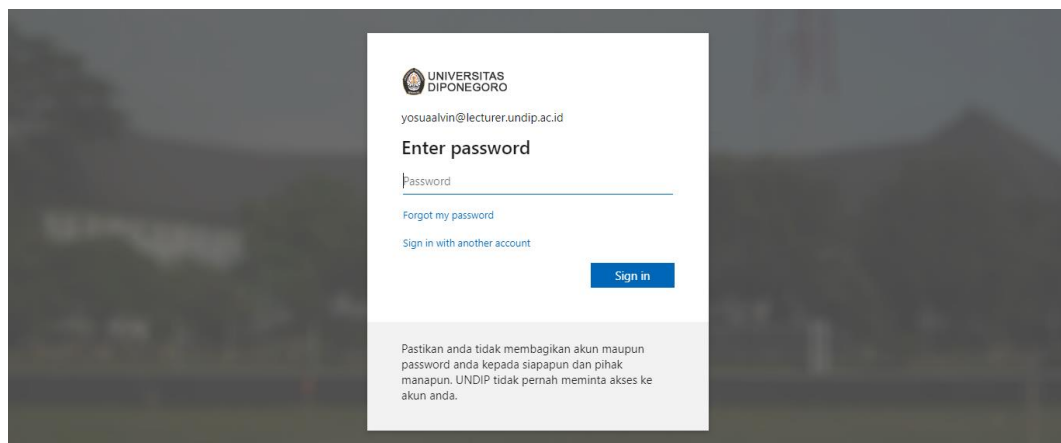 UNIVERSITAS
DIPONEGORO
yosuaalvin@lecturer.undip.ac.id
Enter password
Password
Forgot my password
Sign in with another account
Sign in
Pastikan anda tidak membagikan akun maupun
password anda kepada siapapun dan pihak
manapun. UNDIP tidak pernah meminta akses ke
akun anda.